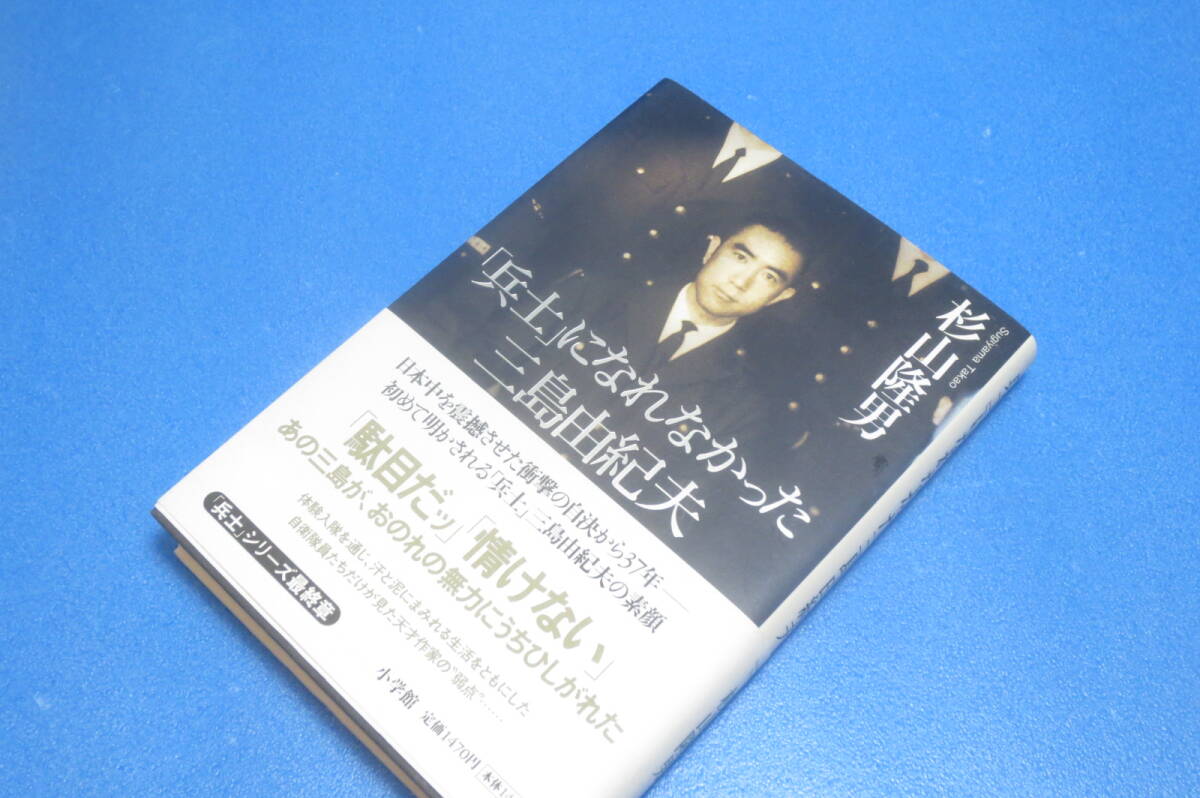 杉山隆男
Sugiyama Takao
「兵士」になれなかった
三島由紀夫
日本中を震撼させた衝撃の自決から37年——
初めて明かされる「兵士」三島由紀夫の素顔
「駄目だッ」「情けない」
あの三島が、おのれの無力にうちひしがれた
体験入隊を通じ、汗と泥にまみれる生活をともにした
自衛隊員たちだけが見た天才作家の“弱点”……
「兵士」シリーズ最終章
小学館 定価1470円